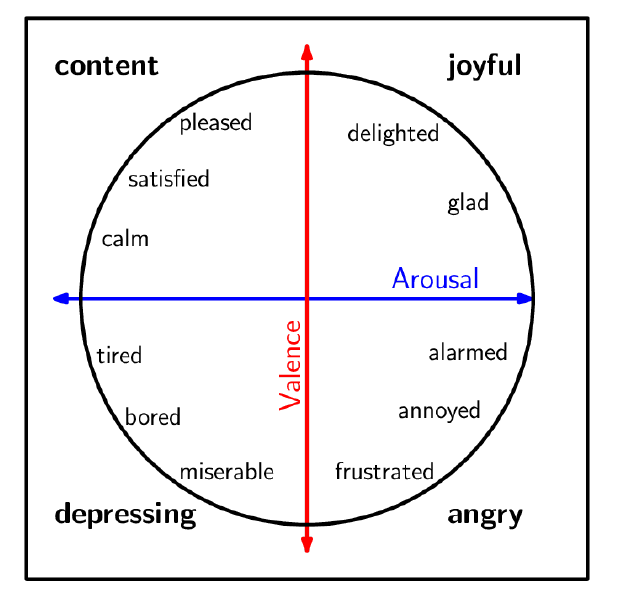 content
joyful
pleased
delighted
satisfied
glad
calm
Arousal
Valence
tired
alarmed
bored
annoyed
miserable
frustrated
depressing
angry